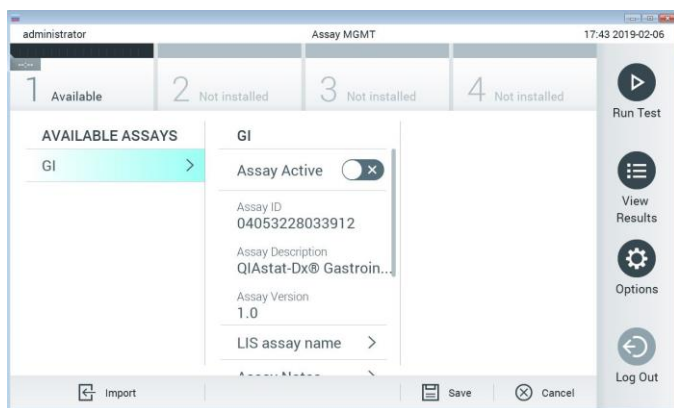 administrator Assay MGMT 17:43 2019-02-06
--:--
1 Available 2 Not installed 3 Not installed 4 Not installed
Run Test
AVAILABLE ASSAYS
GI
GI
Assay Active
Assay ID
04053228033912
Assay Description
QIAstat-Dx® Gastroin...
Assay Version
1.0
LIS assay name
Assay Notes
View
Results
Options
Log Out
Import Save Cancel